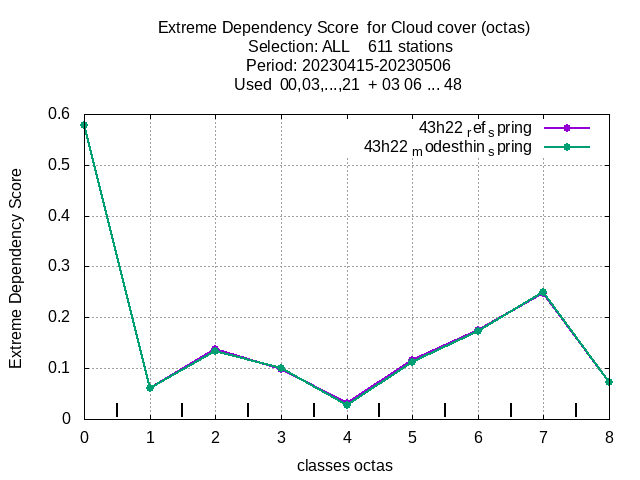 Extreme Dependency Score  for Cloud cover (octas)
Selection: ALL    611 stations
Period: 20230415-20230506
Used  00,03,...,21  + 03 06 ... 48
43h22 ref spring
43h22 modesthin spring
Extreme Dependency Score
0.6
0.5
0.4
0.3
0.2
0.1
0
0 1 2 3 4 5 6 7 8
classes octas